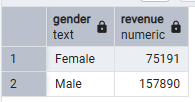 gender text revenue numeric
1 Female 75191
2 Male 157890